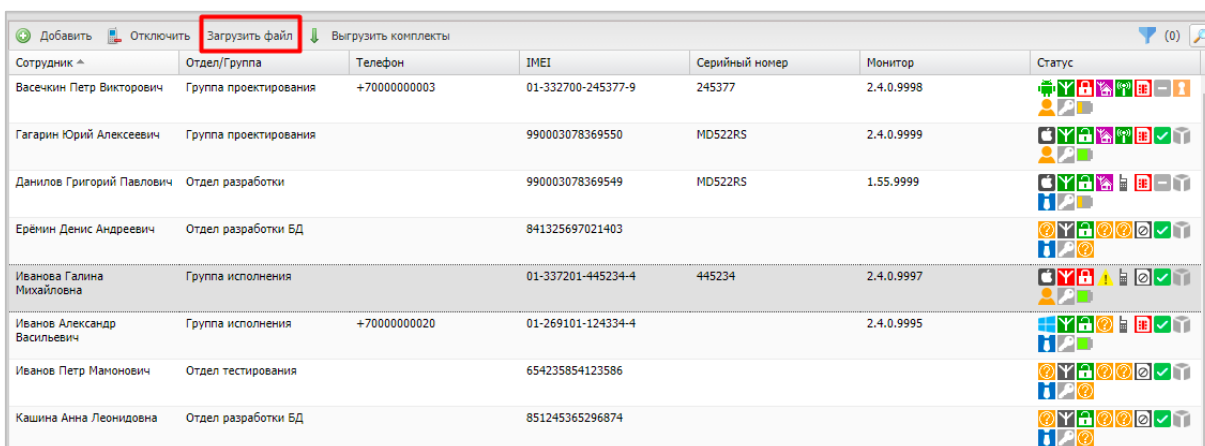 Добавить Отключить Загрузить файл Выгрузить комплекты (0)
Сотрудник Отдел/Группа Телефон IMEI Серийный номер Монитор Статус
Васечкин Петр Викторович Группа проектирования +70000000003 01-332700-245377-9 245377 2.4.0.9998
Гагарин Юрий Алексеевич Группа проектирования 990003078369550 MD522RS 2.4.0.9999
Данилов Григорий Павлович Отдел разработки 990003078369549 MD522RS 1.55.9999
Ерёмин Денис Андреевич Отдел разработки БД 841325697021403
Иванова Галина Группа исполнения 01-337201-445234-4 445234 2.4.0.9997
Михайловна
Иванов Александр Группа исполнения +70000000020 01-269101-124334-4 2.4.0.9995
Васильевич
Иванов Петр Мамонович Отдел тестирования 654235854123586
Кашина Анна Леонидовна Отдел разработки БД 851245365296874